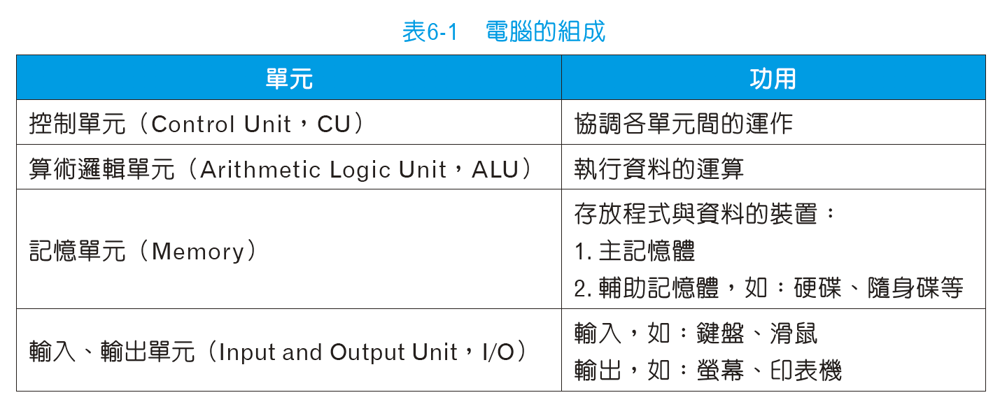 表6-1　電腦的組成
單元　功用
控制單元（Control Unit，CU）　協調各單元間的運作
算術邏輯單元（Arithmetic Logic Unit，ALU）　執行資料的運算
記憶單元（Memory）
存放程式與資料的裝置：
1. 主記憶體
2. 輔助記憶體，如：硬碟、隨身碟等
輸入、輸出單元（Input and Output Unit，I/O）
輸入，如：鍵盤、滑鼠
輸出，如：螢幕、印表機